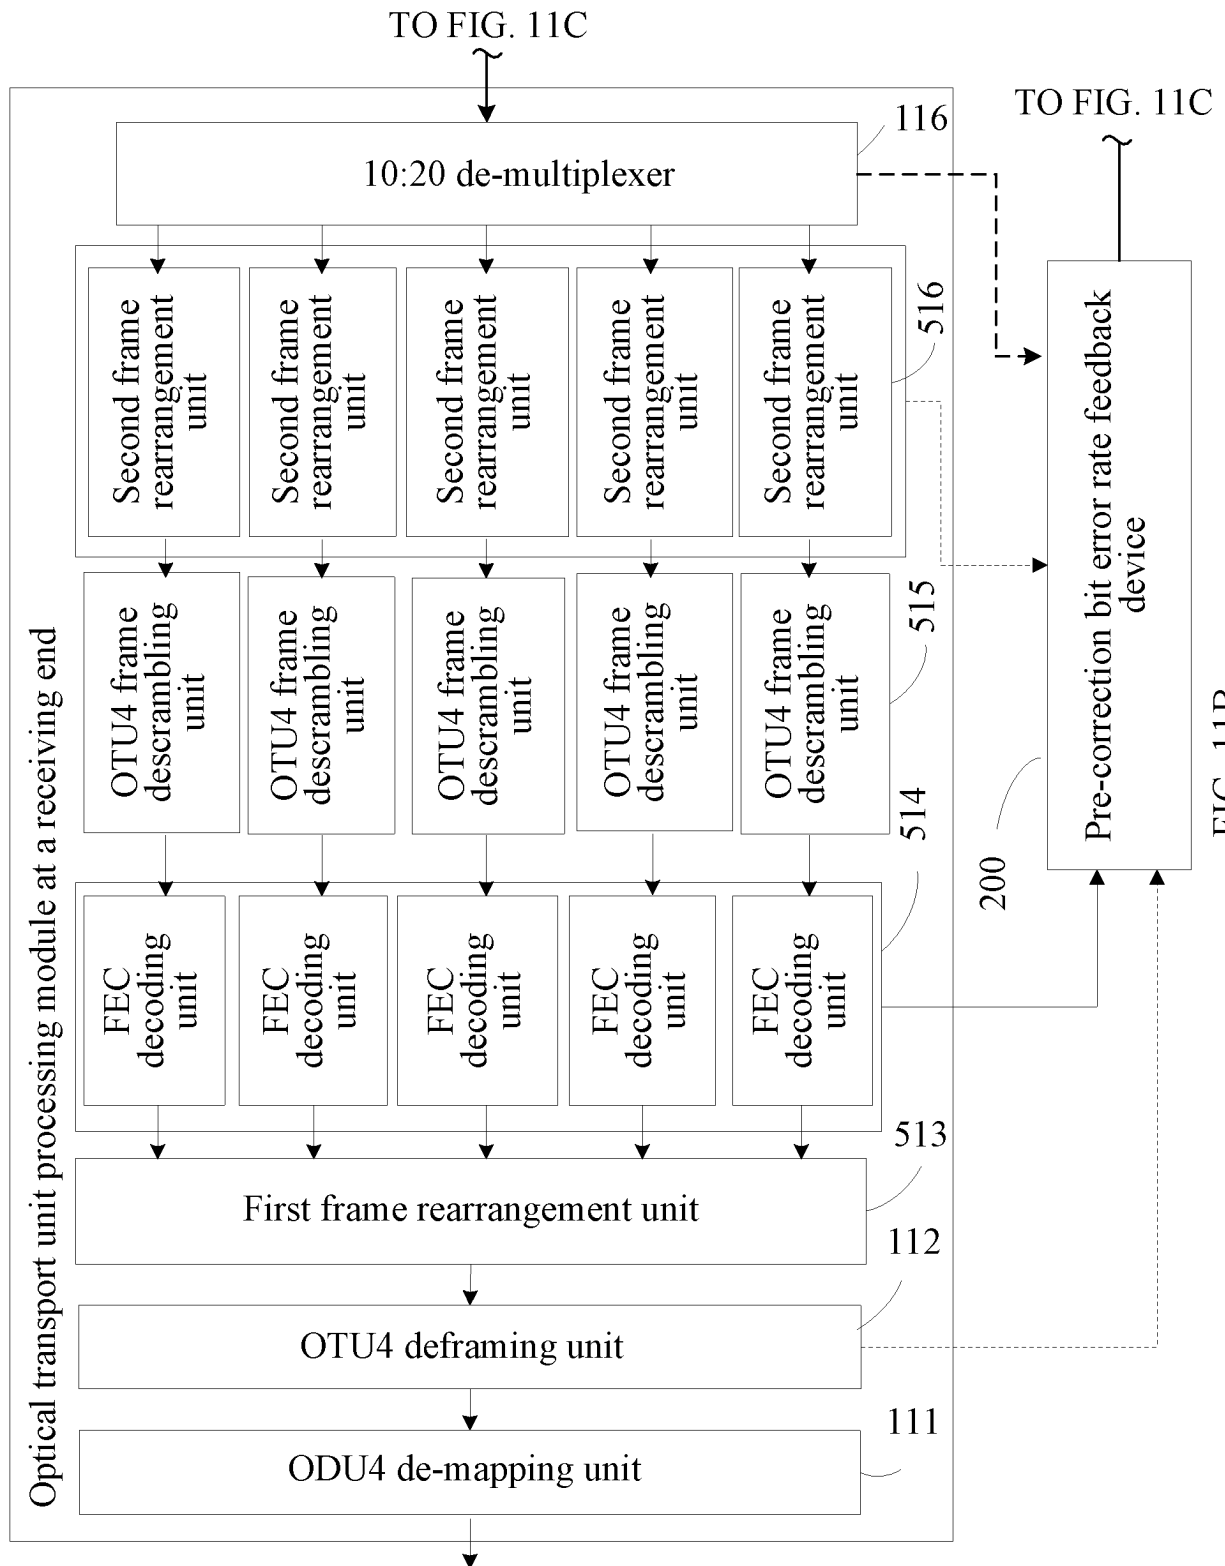 TO FIG. 11C
TO FIG. 11C
116
10:20 de-multiplexer
Second frame
rearrangement
unit
Second frame
rearrangement
unit
Second frame
rearrangement
unit
Second frame
rearrangement
unit
Second frame
rearrangement
unit
516
Pre-correction bit error rate feedback
device
OTU4 frame
descrambling
unit
OTU4 frame
descrambling
unit
OTU4 frame
descrambling
unit
OTU4 frame
descrambling
unit
OTU4 frame
descrambling
unit
515
Optical transport unit processing module at a receiving end
200
FEC
decoding
unit
FEC
decoding
unit
FEC
decoding
unit
FEC
decoding
unit
FEC
decoding
unit
514
513
First frame rearrangement unit
112
OTU4 deframing unit
111
ODU4 de-mapping unit